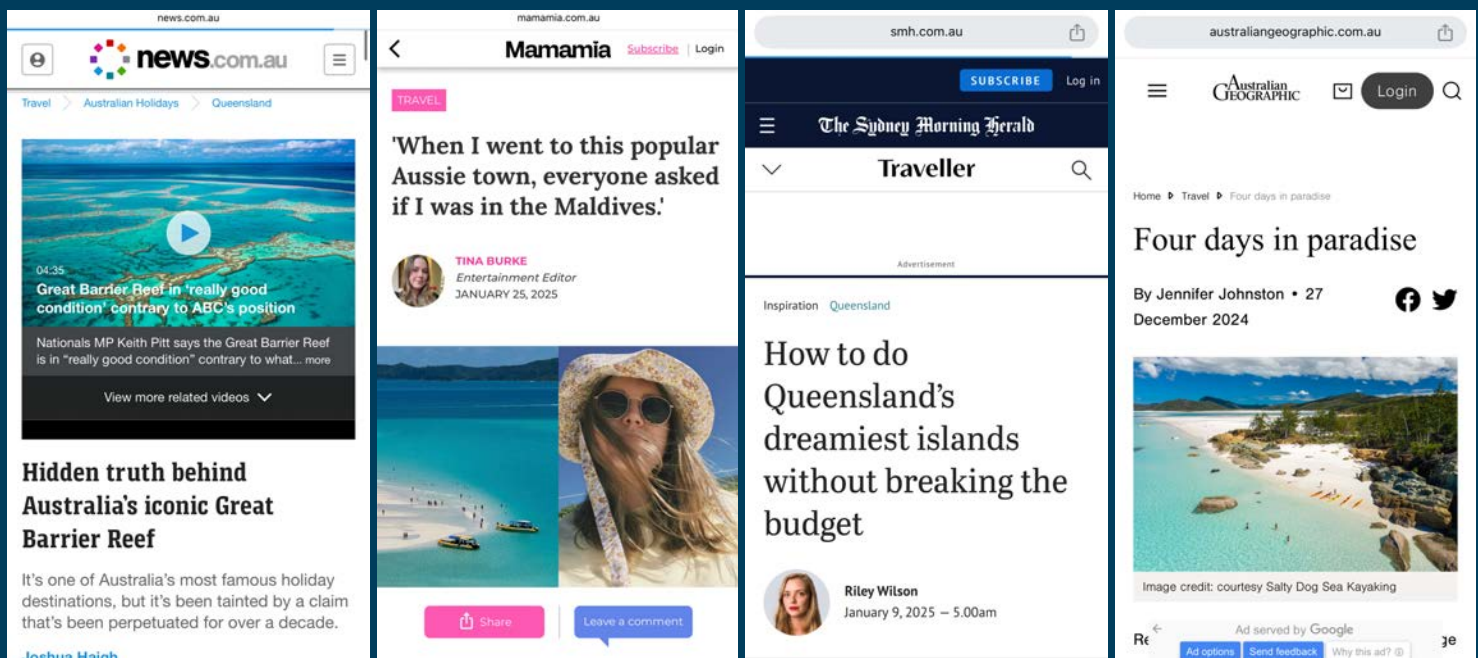 news.com.au
news.com.au
Travel Australian Holidays Queensland
04:35
Great Barrier Reef in 'really good
condition' contrary to ABC's position
Nationals MP Keith Pitt says the Great Barrier Reef
is in “really good condition” contrary to what... more
View more related videos
Hidden truth behind
Australia's iconic Great
Barrier Reef
It's one of Australia's most famous holiday
destinations, but it's been tainted by a claim
that's been perpetuated for over a decade.
Joshua Haigh
mamamia.com.au
Mamamia Subscribe | Login
TRAVEL
'When I went to this popular
Aussie town, everyone asked
if I was in the Maldives.'
TINA BURKE
Entertainment Editor
JANUARY 25, 2025
Share
Leave a comment
smh.com.au
SUBSCRIBE Log in
The Sydney Morning Herald
Traveller
Advertisement
Inspiration Queensland
How to do
Queensland's
dreamiest islands
without breaking the
budget
Riley Wilson
January 9, 2025 — 5.00am
australiangeographic.com.au
Australian
GEOGRAPHIC
Login
Home Travel Four days in paradise
Four days in paradise
By Jennifer Johnston • 27
December 2024
Image credit: courtesy Salty Dog Sea Kayaking
Ad served by Google
Ad options Send feedback Why this ad?